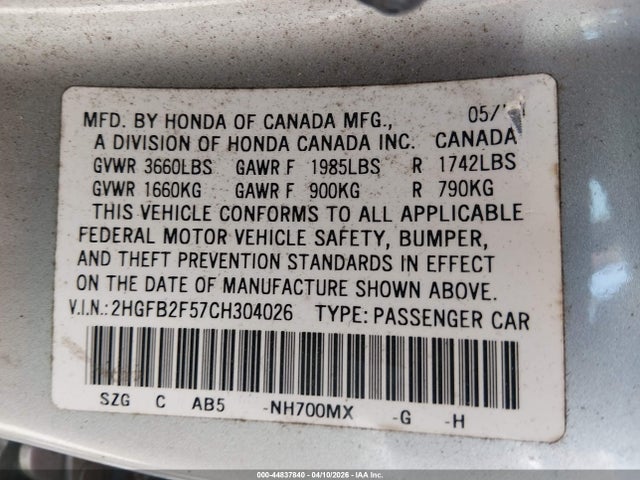 MFD. BY HONDA OF CANADA MFG., 05/
A DIVISION OF HONDA CANADA INC. CANADA
GVWR 3660LBS GAWR F 1985LBS R 1742LBS
GVWR 1660KG GAWR F 900KG R 790KG
THIS VEHICLE CONFORMS TO ALL APPLICABLE
FEDERAL MOTOR VEHICLE SAFETY, BUMPER,
AND THEFT PREVENTION STANDARDS IN EFFECT
ON THE DATE OF MANUFACTURE SHOWN ABOVE.
V.I.N.:2HGFB2F57CH304026 TYPE:PASSENGER CAR
SZG C AB5 -NH700MX -G -H
000-44837840 - 04/10/2026 - IAA Inc.